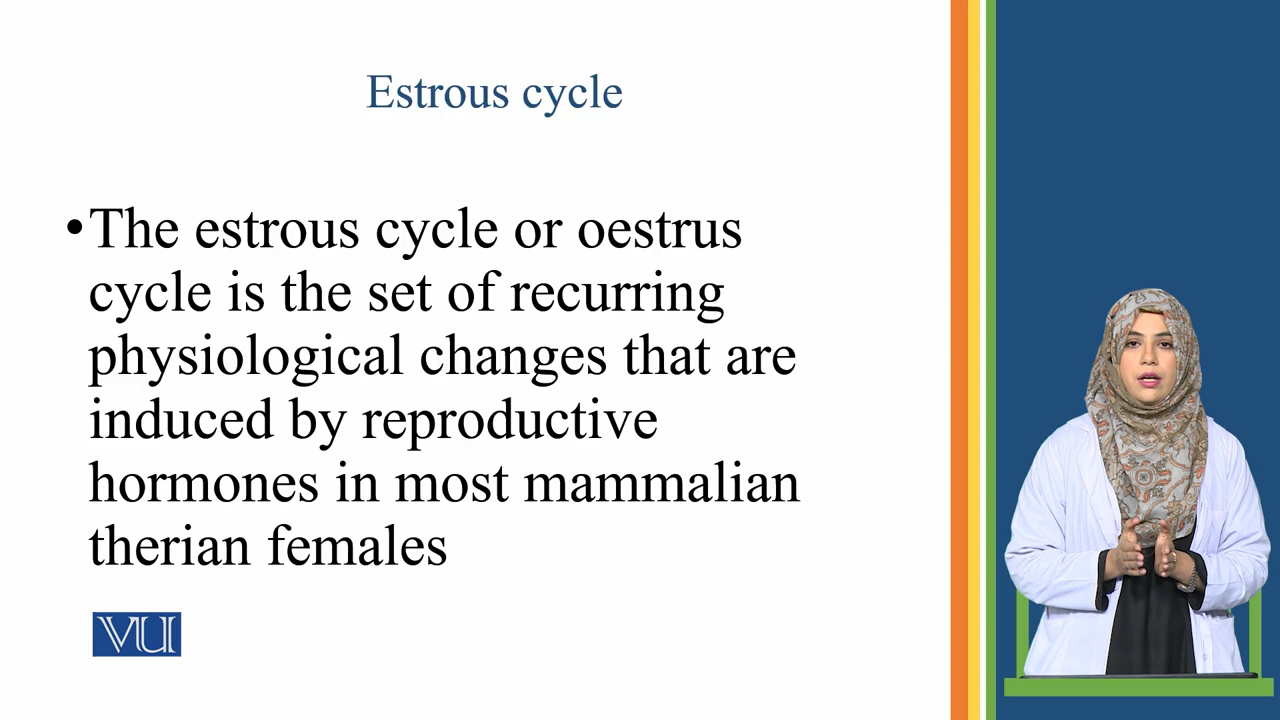 Estrous cycle
•The estrous cycle or oestrus
cycle is the set of recurring
physiological changes that are
induced by reproductive
hormones in most mammalian
therian females
VU